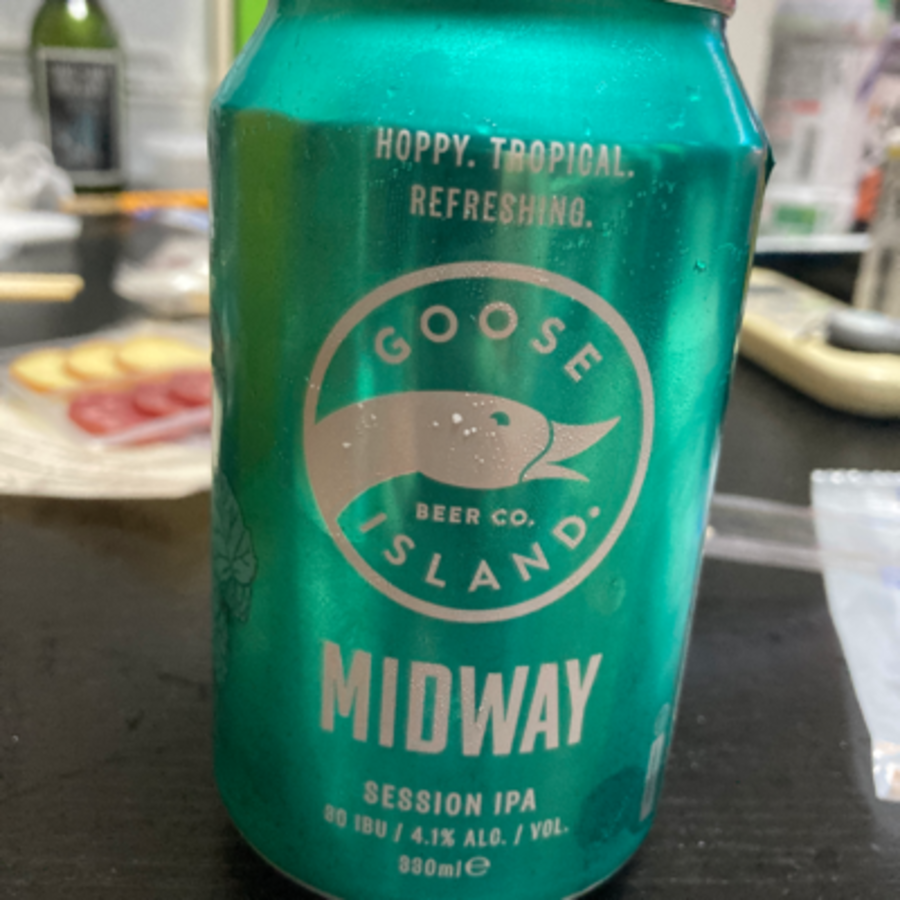 HOPPY. TROPICAL.
REFRESHING.
GOOSE
BEER CO.
ISLAND.
MIDWAY
SESSION IPA
30 IBU / 4.1% ALC. / VOL.
330ml e